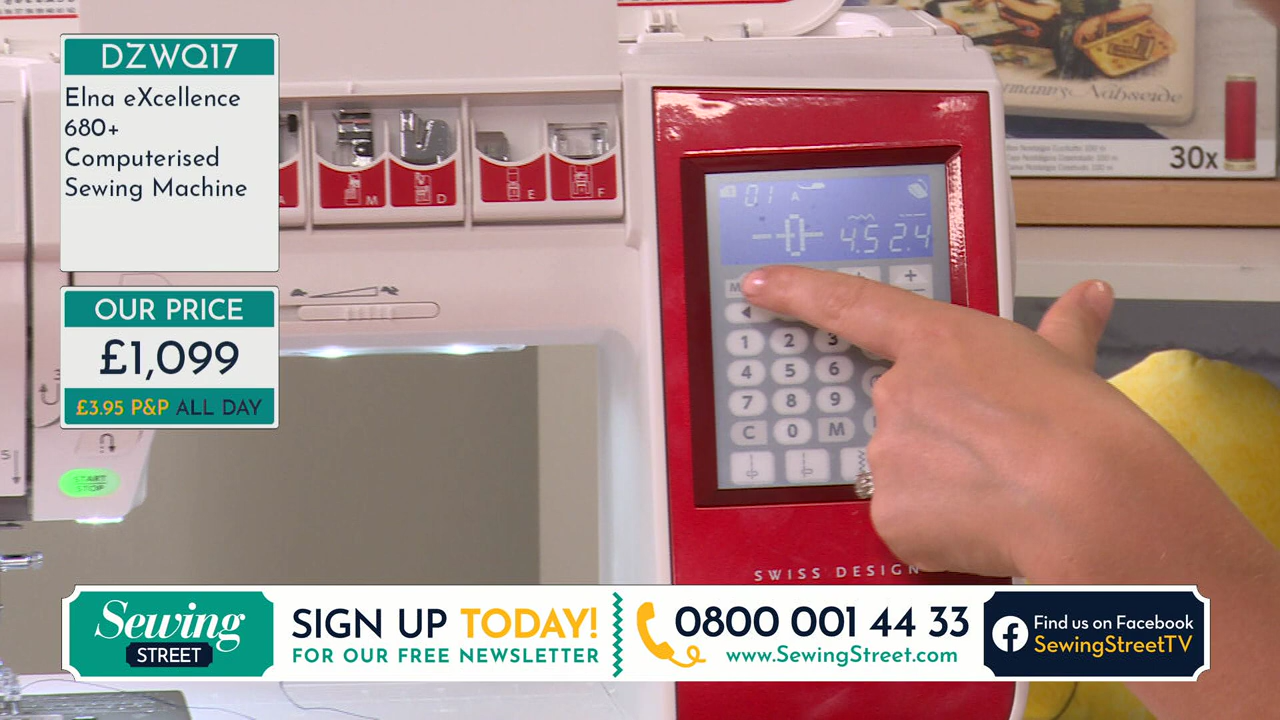 DZWQ17
Elna eXcellence
680+
Computerised
Sewing Machine
OUR PRICE
£1,099
£3.95 P&P ALL DAY
M
D
E
F
01 A
4.5 2.4
M
+
−
1 2 3
4 5 6
7 8 9
C 0 M
START
STOP
SWISS DESIGN
30x
Sewing
STREET
SIGN UP TODAY!
FOR OUR FREE NEWSLETTER
0800 001 44 33
www.SewingStreet.com
Find us on Facebook
SewingStreetTV